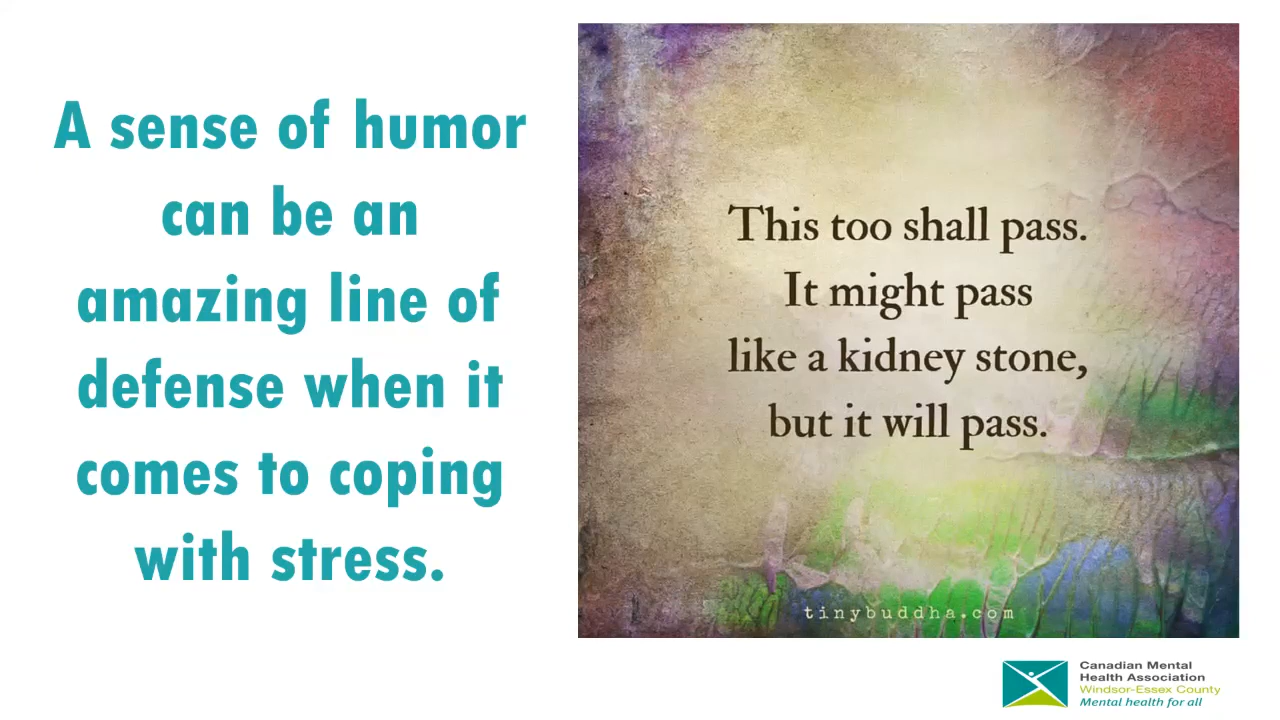 A sense of humor
can be an
amazing line of
defense when it
comes to coping
with stress.
This too shall pass.
It might pass
like a kidney stone,
but it will pass.
tinybuddha.com
Canadian Mental
Health Association
Windsor-Essex County
Mental health for all